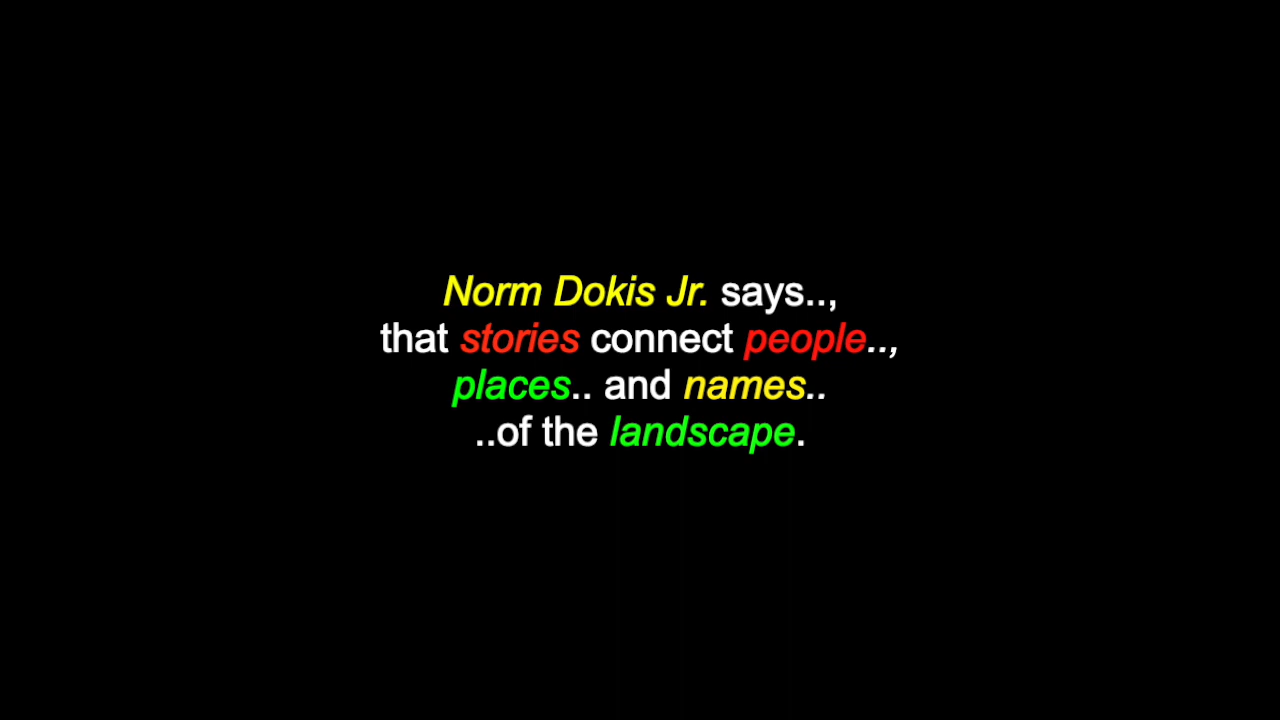 Norm Dokis Jr. says..,
that stories connect people..,
places.. and names..
..of the landscape.